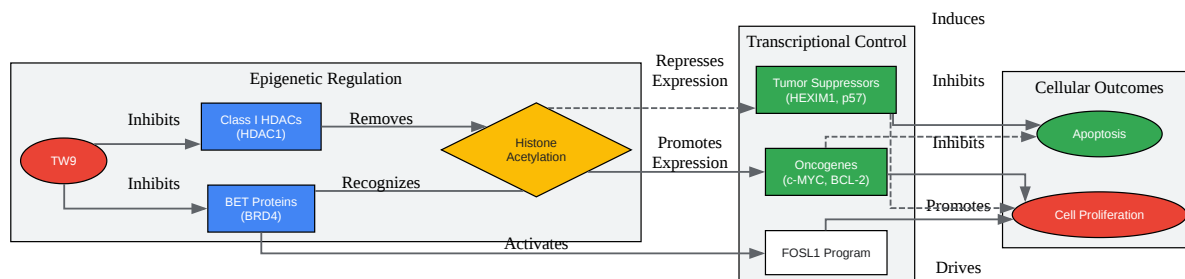 Induces
Transcriptional Control
Epigenetic Regulation
Represses
Expression
Tumor Suppressors
(HEXIM1, p57)
Inhibits
Cellular Outcomes
Inhibits
Class I HDACs
(HDAC1)
Removes
TW9
Histone
Acetylation
Promotes
Expression
Oncogenes
(c-MYC, BCL-2)
Inhibits
Apoptosis
Inhibits
BET Proteins
(BRD4)
Recognizes
Promotes
Cell Proliferation
Activates
FOSL1 Program
Drives